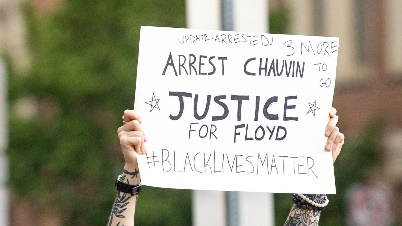 UPDATE: ARRESTED! 3 MORE
ARREST CHAUVIN TO
GO
JUSTICE
FOR FLOYD
#BLACKLIVESMATTER